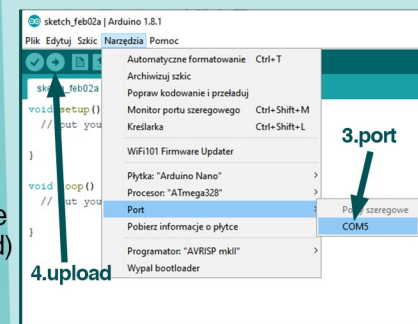 sketch_feb02a | Arduino 1.8.1
Plik Edytuj Szkic Narzędzia Pomoc
Automatyczne formatowanie Ctrl+T
Archiwizuj szkic
Popraw kodowanie i przeładuj
Monitor portu szeregowego Ctrl+Shift+M
Kreślarka Ctrl+Shift+L
WiFi101 Firmware Updater
Płytka: "Arduino Nano"
Procesor: "ATmega328"
Port
Pobierz informacje o płytce
Programator: "AVRISP mkII"
Wypal bootloader
void setup()
// put you
}
void loop()
// put you
}
szeregowe
COM5
3.port
4.upload